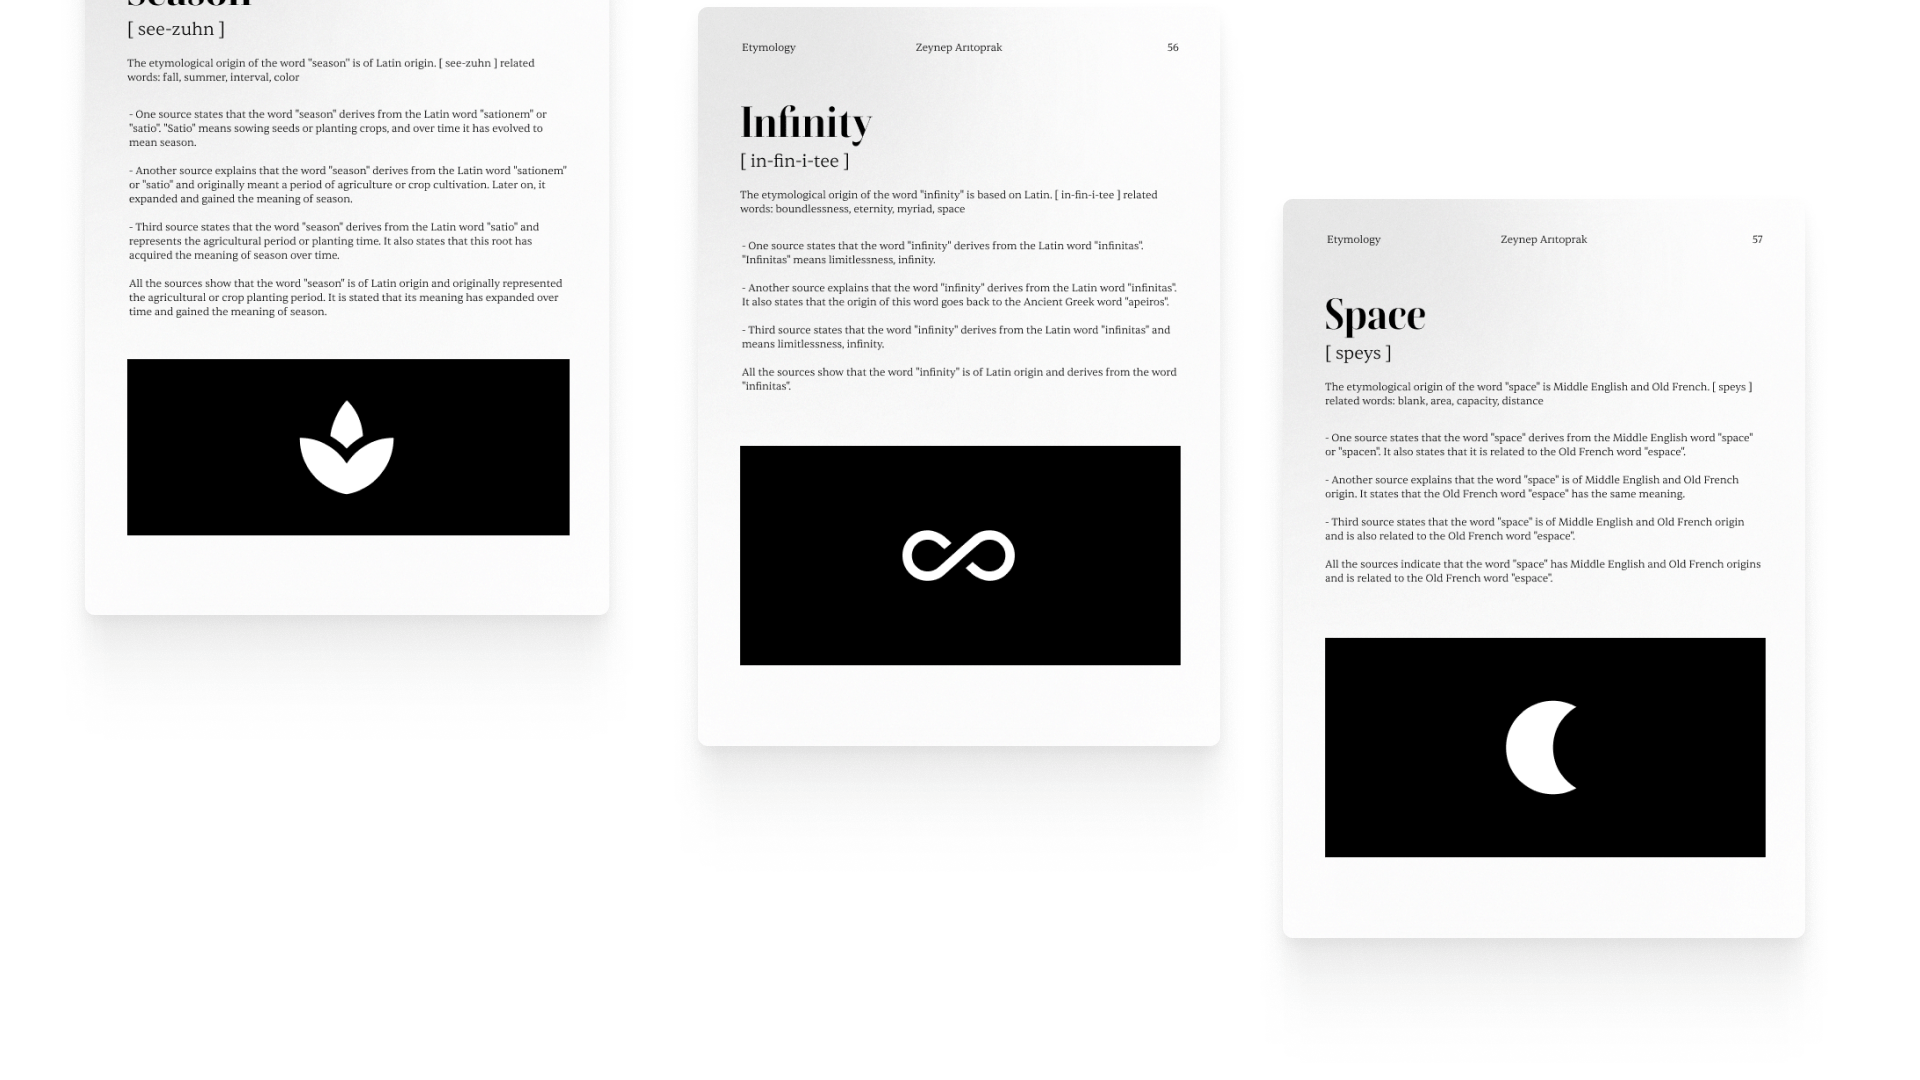 Season
[ see-zuhn ]
The etymological origin of the word "season" is of Latin origin. [ see-zuhn ] related
words: fall, summer, interval, color
- One source states that the word "season" derives from the Latin word "sationem" or
"satio". "Satio" means sowing seeds or planting crops, and over time it has evolved to
mean season.
- Another source explains that the word "season" derives from the Latin word "sationem"
or "satio" and originally meant a period of agriculture or crop cultivation. Later on, it
expanded and gained the meaning of season.
- Third source states that the word "season" derives from the Latin word "satio" and
represents the agricultural period or planting time. It also states that this root has
acquired the meaning of season over time.
All the sources show that the word "season" is of Latin origin and originally represented
the agricultural or crop planting period. It is stated that its meaning has expanded over
time and gained the meaning of season.
Etymology Zeynep Arıtoprak 56
Infinity
[ in-fin-i-tee ]
The etymological origin of the word "infinity" is based on Latin. [ in-fin-i-tee ] related
words: boundlessness, eternity, myriad, space
- One source states that the word "infinity" derives from the Latin word "infinitas".
"Infinitas" means limitlessness, infinity.
- Another source explains that the word "infinity" derives from the Latin word "infinitas".
It also states that the origin of this word goes back to the Ancient Greek word "apeiros".
- Third source states that the word "infinity" derives from the Latin word "infinitas" and
means limitlessness, infinity.
All the sources show that the word "infinity" is of Latin origin and derives from the word
"infinitas".
Etymology Zeynep Arıtoprak 57
Space
[ speys ]
The etymological origin of the word "space" is Middle English and Old French. [ speys ]
related words: blank, area, capacity, distance
- One source states that the word "space" derives from the Middle English word "space"
or "spacen". It also states that it is related to the Old French word "espace".
- Another source explains that the word "space" is of Middle English and Old French
origin. It states that the Old French word "espace" has the same meaning.
- Third source states that the word "space" is of Middle English and Old French origin
and is also related to the Old French word "espace".
All the sources indicate that the word "space" has Middle English and Old French origins
and is related to the Old French word "espace".